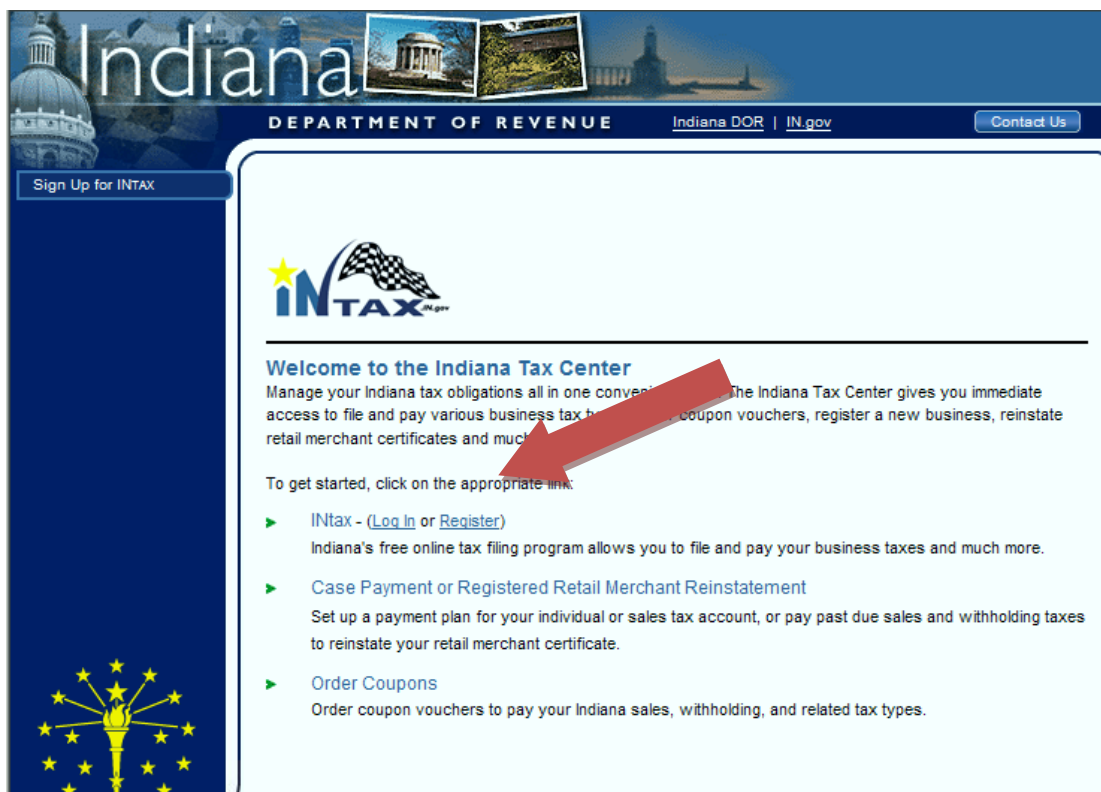 Indiana
DEPARTMENT OF REVENUE
Indiana DOR | IN.gov
Contact Us
Sign Up for INTAX
INTAX.IN.gov
Welcome to the Indiana Tax Center
Manage your Indiana tax obligations all in one The Indiana Tax Center gives you immediate
access to file and pay various business tax coupon vouchers, register a new business, reinstate
retail merchant certificates and much
To get started, click on the appropriate link:
INtax - (Log In or Register)
Indiana's free online tax filing program allows you to file and pay your business taxes and much more.
Case Payment or Registered Retail Merchant Reinstatement
Set up a payment plan for your individual or sales tax account, or pay past due sales and withholding taxes
to reinstate your retail merchant certificate.
Order Coupons
Order coupon vouchers to pay your Indiana sales, withholding, and related tax types.